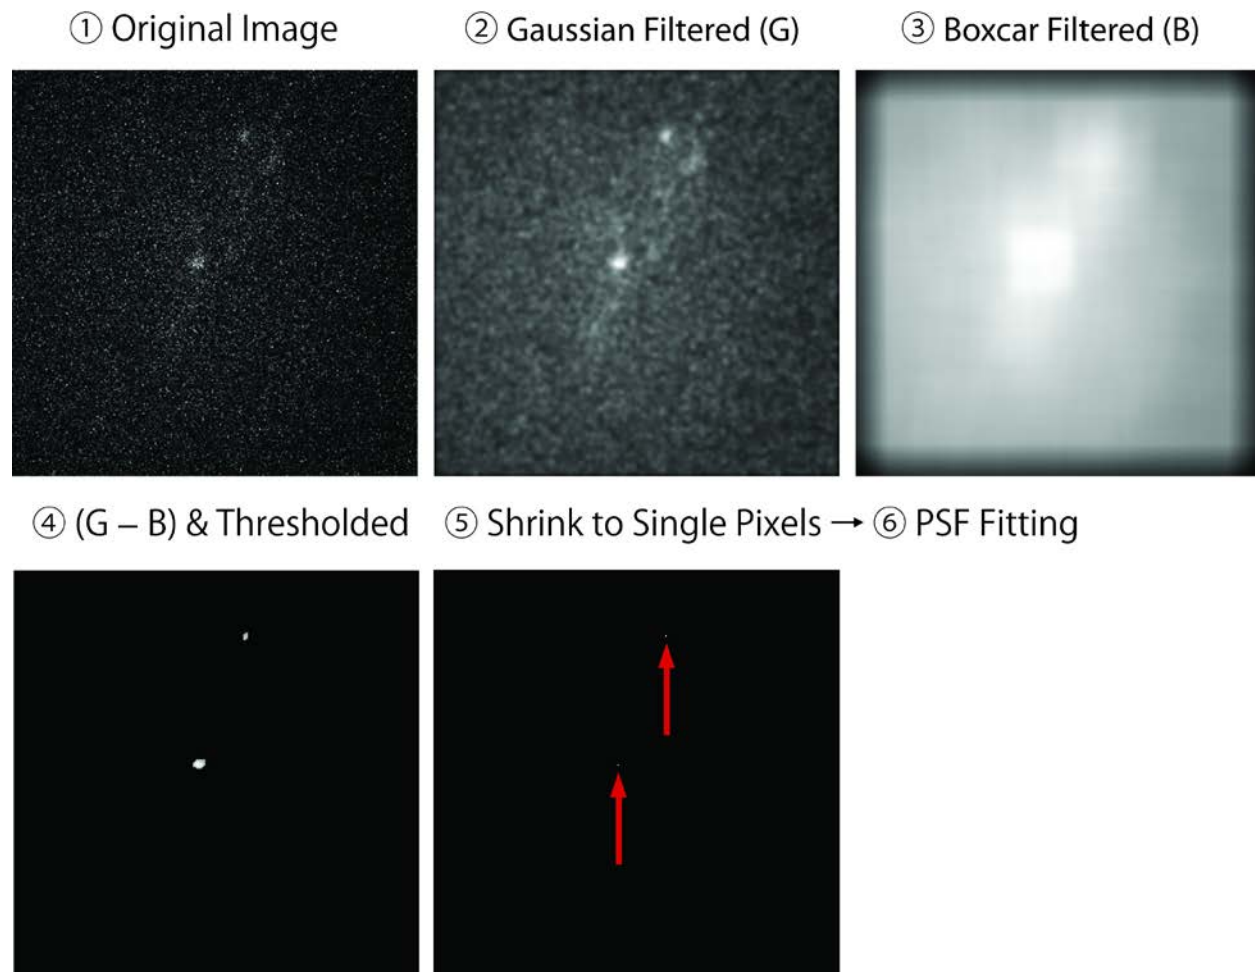 ① Original Image
② Gaussian Filtered (G)
③ Boxcar Filtered (B)
④ (G – B) & Thresholded
⑤ Shrink to Single Pixels → ⑥ PSF Fitting